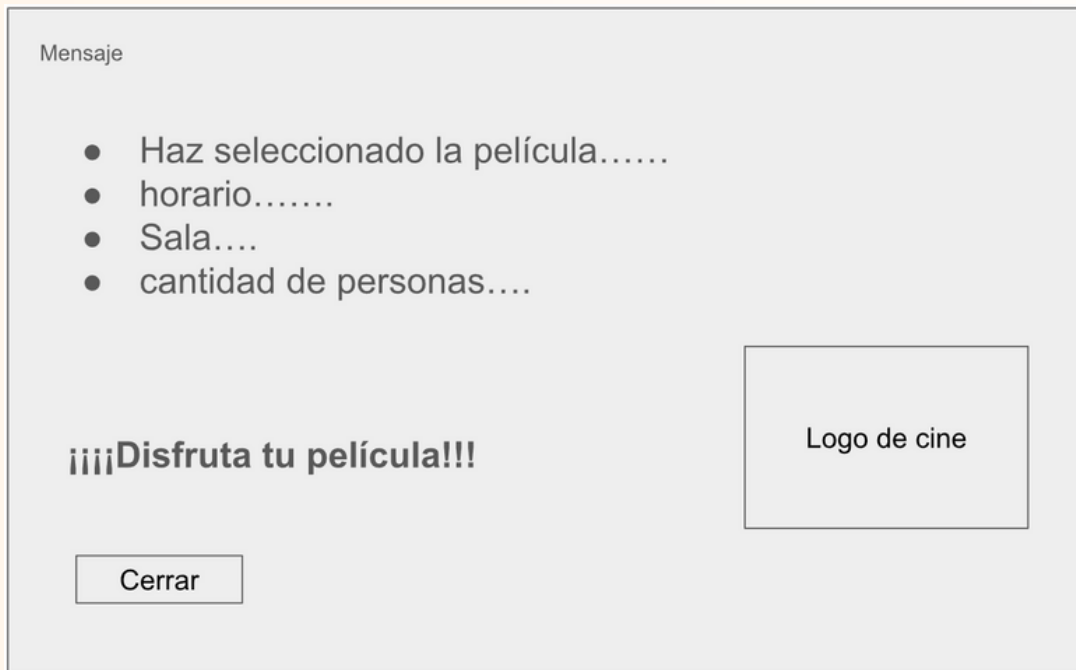 Mensaje
● Haz seleccionado la película……
● horario…….
● Sala….
● cantidad de personas….
Logo de cine
¡¡¡¡Disfruta tu película!!!
Cerrar